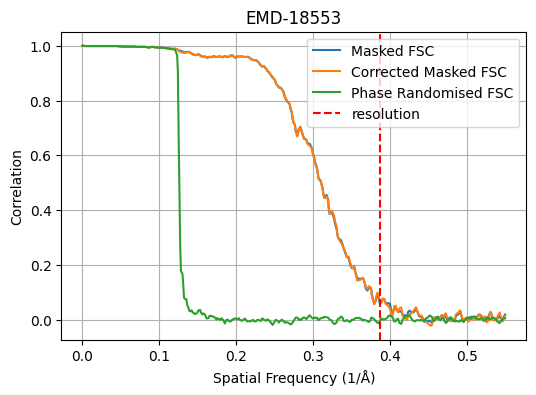 EMD-18553
Masked FSC
Corrected Masked FSC
Phase Randomised FSC
resolution
Correlation
1.0
0.8
0.6
0.4
0.2
0.0
0.0 0.1 0.2 0.3 0.4 0.5
Spatial Frequency (1/Å)